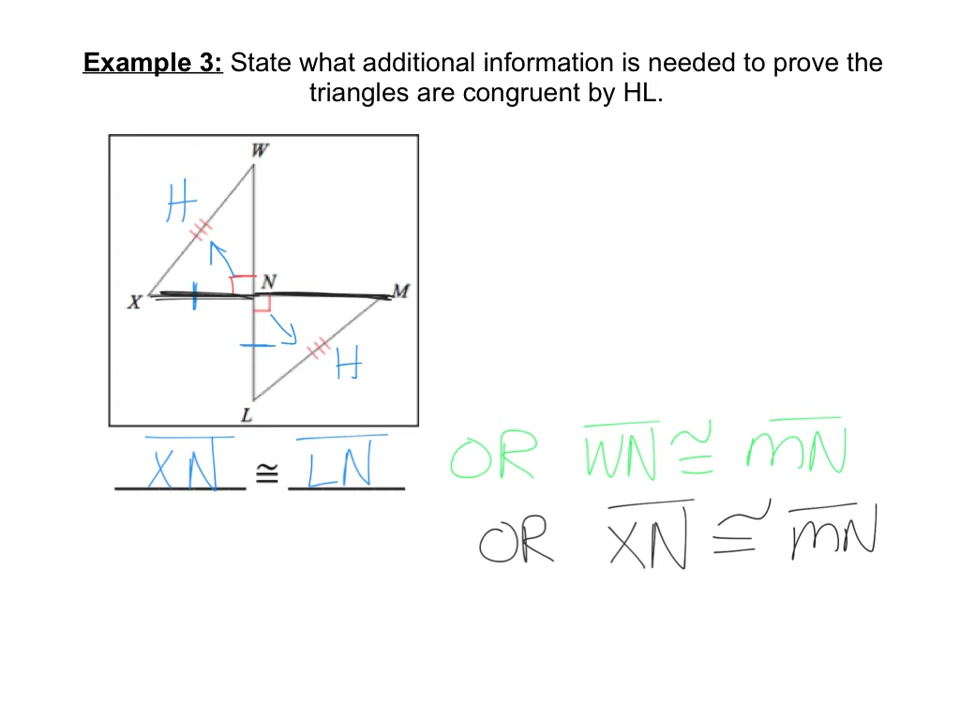 Example 3: State what additional information is needed to prove the
triangles are congruent by HL.
W
H
N
X
M
H
L
XN ≅ LN OR WN ≅ MN
OR XN ≅ MN